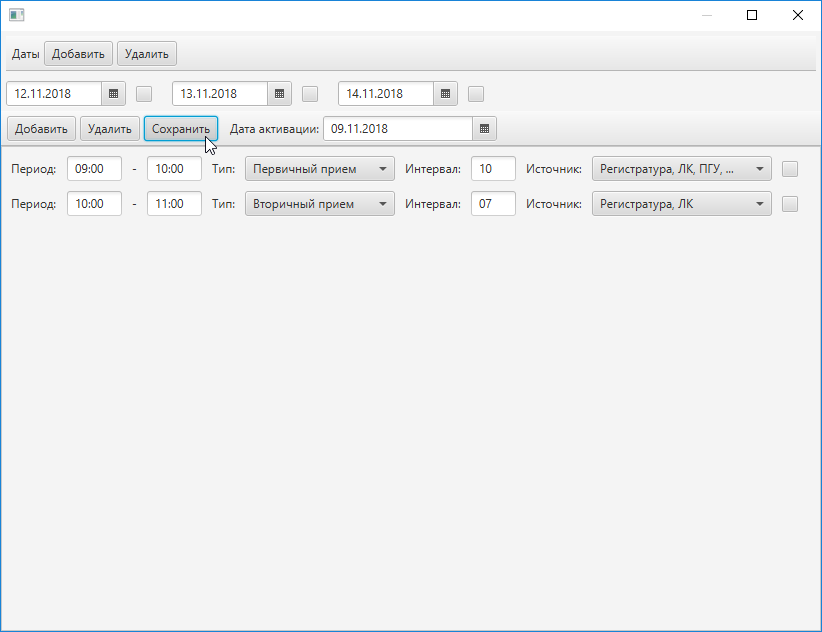 Даты Добавить Удалить
12.11.2018 13.11.2018 14.11.2018
Добавить Удалить Сохранить Дата активации: 09.11.2018
Период: 09:00 - 10:00 Тип: Первичный прием Интервал: 10 Источник: Регистратура, ЛК, ПГУ, ...
Период: 10:00 - 11:00 Тип: Вторичный прием Интервал: 07 Источник: Регистратура, ЛК